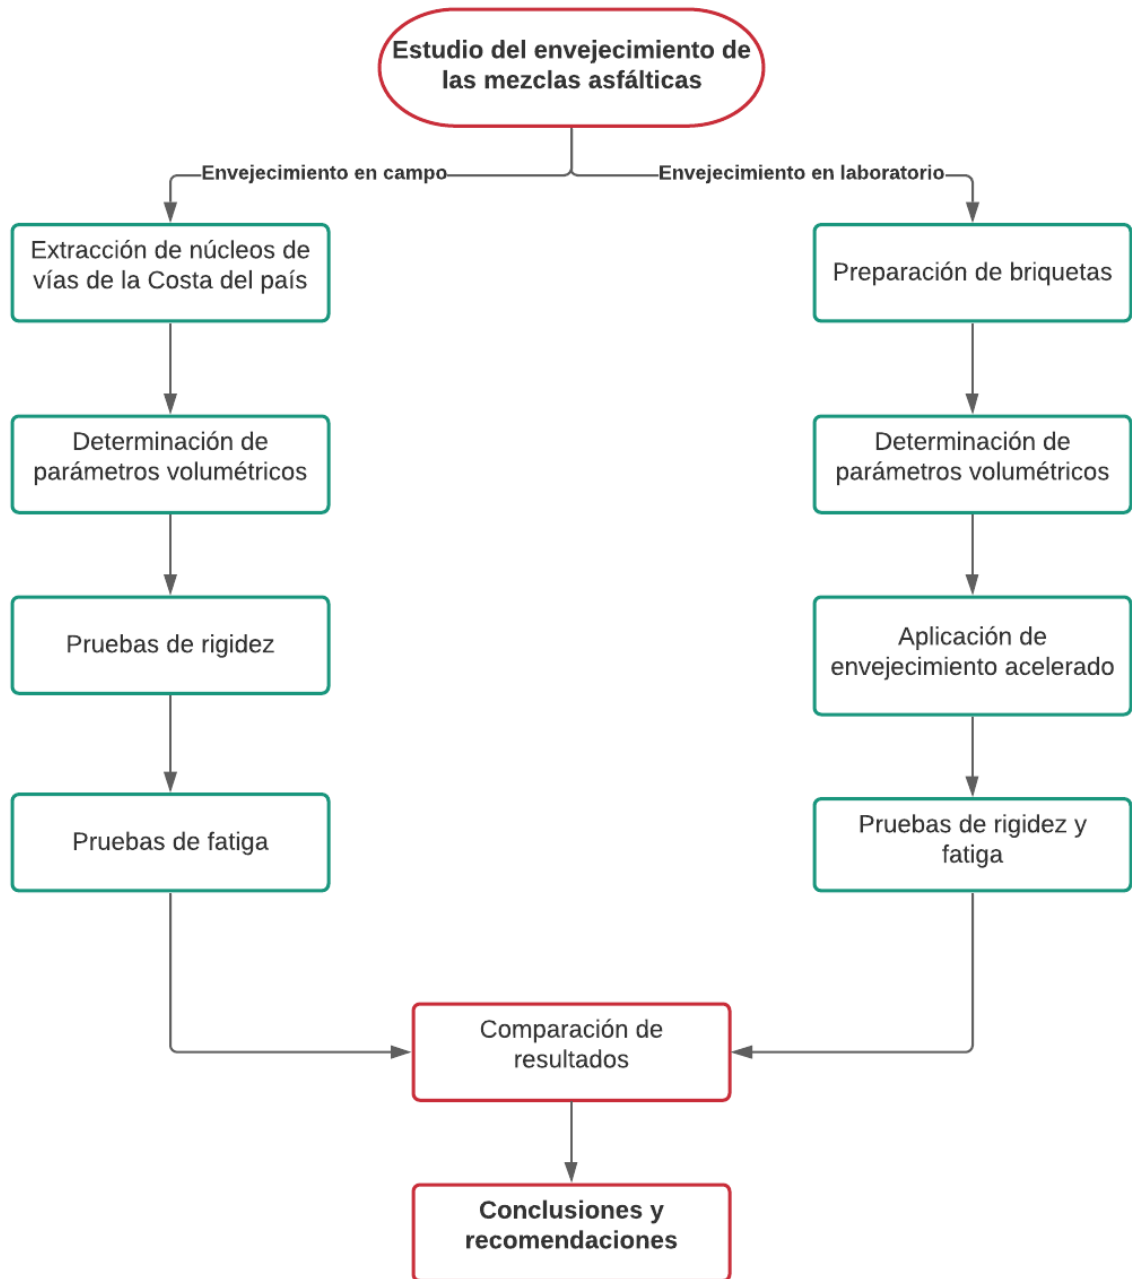 Estudio del envejecimiento de
las mezclas asfálticas
Envejecimiento en campo
Envejecimiento en laboratorio
Extracción de núcleos de
vías de la Costa del país
Preparación de briquetas
Determinación de
parámetros volumétricos
Determinación de
parámetros volumétricos
Pruebas de rigidez
Aplicación de
envejecimiento acelerado
Pruebas de fatiga
Pruebas de rigidez y
fatiga
Comparación de
resultados
Conclusiones y
recomendaciones